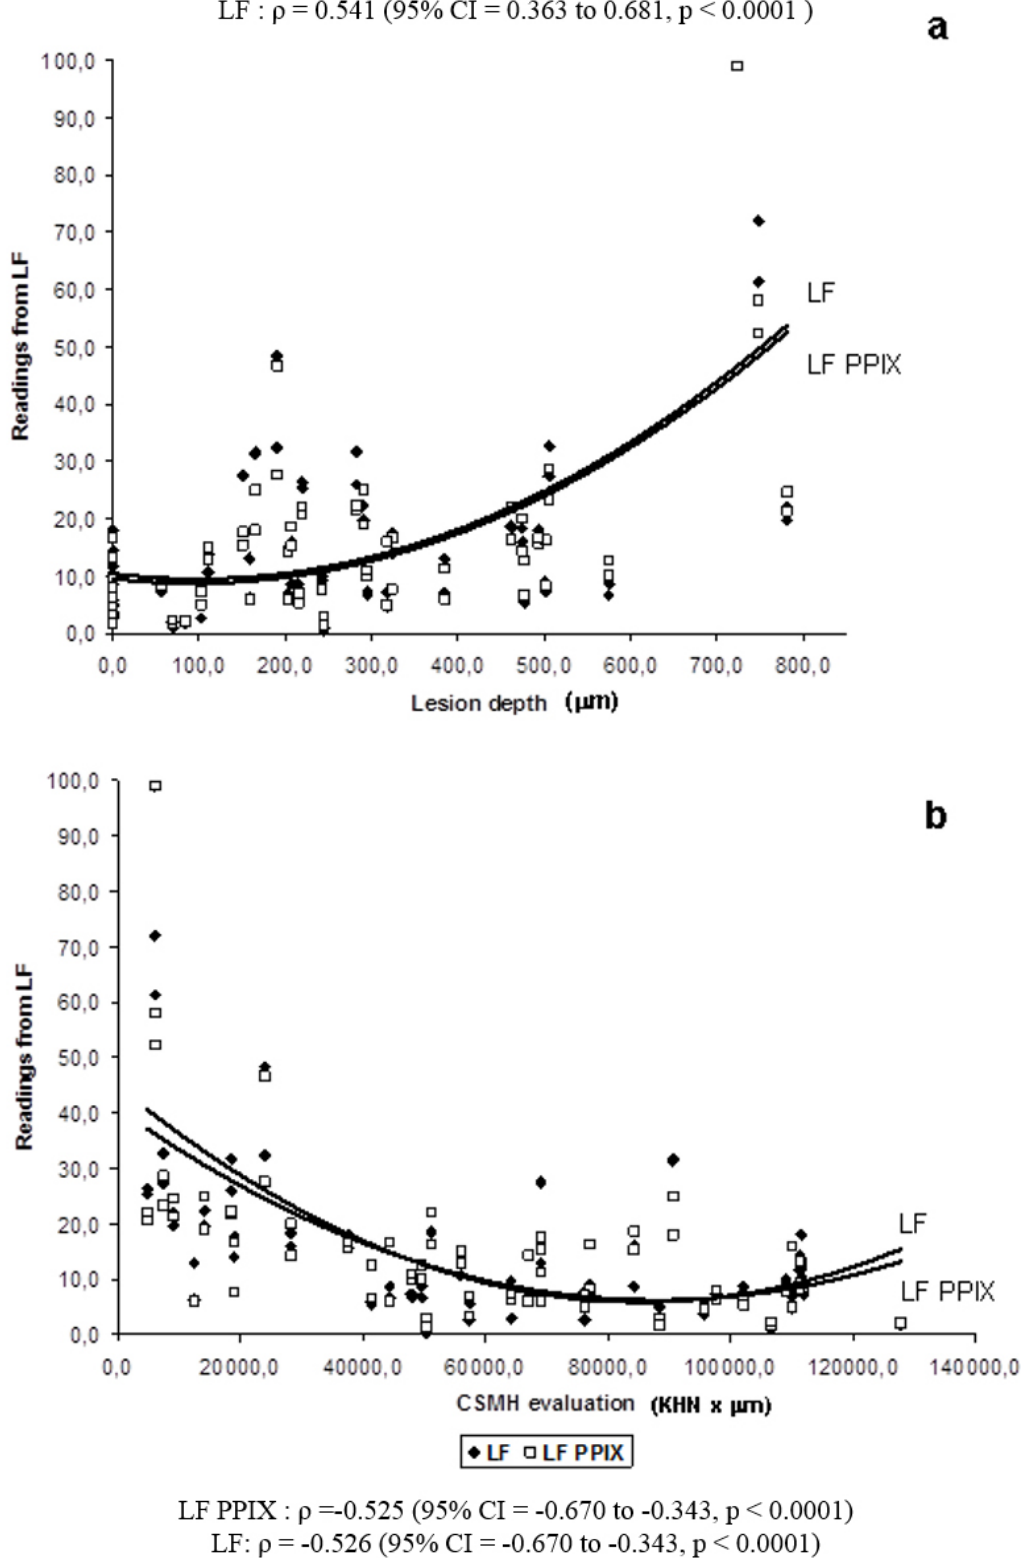 LF : ρ = 0.541 (95% CI = 0.363 to 0.681, p < 0.0001 )
a
100,0
90,0
80,0
70,0
60,0
50,0
40,0
30,0
20,0
10,0
0,0
Readings from LF
LF
LF PPIX
0,0 100,0 200,0 300,0 400,0 500,0 600,0 700,0 800,0
Lesion depth (µm)
b
100,0
90,0
80,0
70,0
60,0
50,0
40,0
30,0
20,0
10,0
0,0
Readings from LF
LF
LF PPIX
0,0 20000,0 40000,0 60000,0 80000,0 100000,0 120000,0 140000,0
CSMH evaluation (KHN x µm)
LF LF PPIX
LF PPIX : ρ =-0.525 (95% CI = -0.670 to -0.343, p < 0.0001)
LF: ρ = -0.526 (95% CI = -0.670 to -0.343, p < 0.0001)